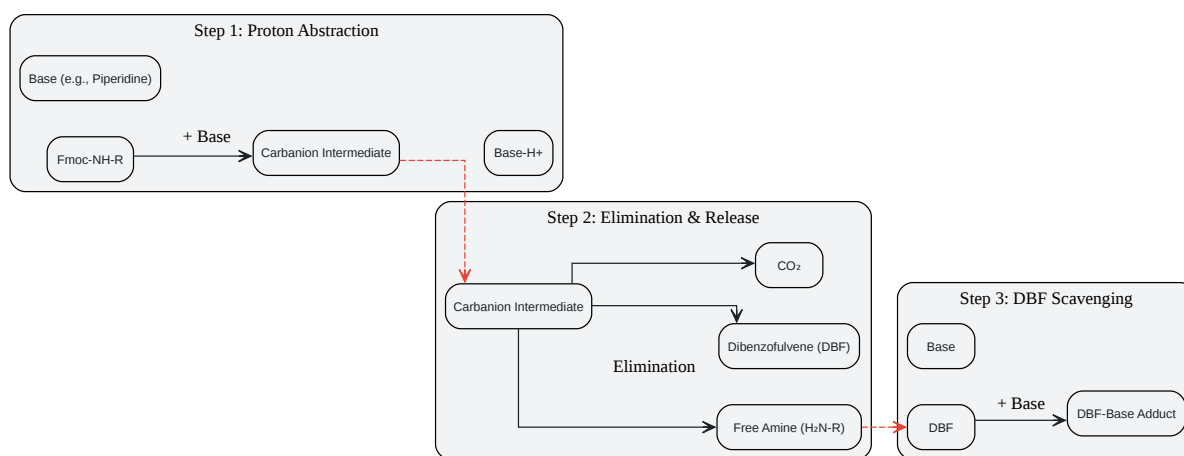 Step 1: Proton Abstraction
Base (e.g., Piperidine)
+ Base
Fmoc-NH-R
Carbanion Intermediate
Base-H+
Step 2: Elimination & Release
CO₂
Carbanion Intermediate
Dibenzofulvene (DBF)
Elimination
Free Amine (H₂N-R)
Step 3: DBF Scavenging
Base
+ Base
DBF
DBF-Base Adduct